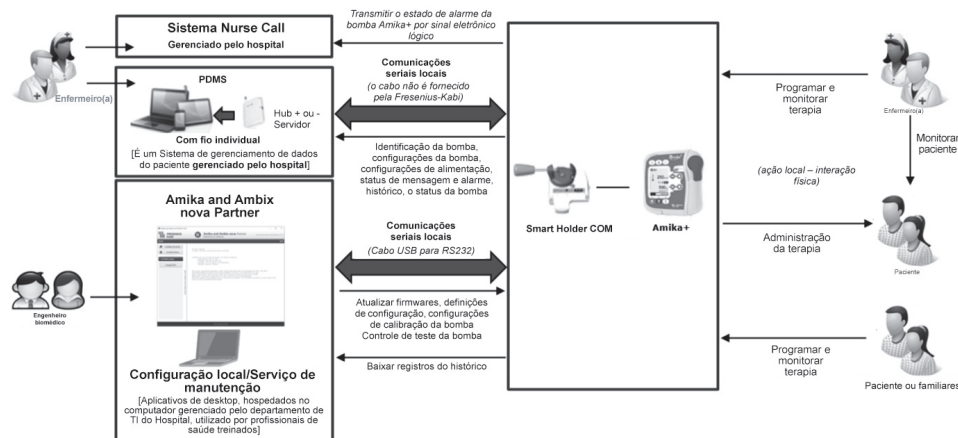 Sistema Nurse Call
Gerenciado pelo hospital
Enfermeiro(a)
PDMS
Hub + ou -
Servidor
Com fio individual
[É um Sistema de gerenciamento de dados
do paciente gerenciado pelo hospital]
Amika and Ambix
nova Partner
Engenheiro
biomédico
Configuração local/Serviço de
manutenção
[Aplicativos de desktop, hospedados no
computador gerenciado pelo departamento de
TI do Hospital, utilizado por profissionais de
saúde treinados]
Transmitir o estado de alarme da
bomba Amika+ por sinal eletrônico
lógico
Comunicações
seriais locais
(o cabo não é fornecido
pela Fresenius-Kabi)
Identificação da bomba,
configurações da bomba,
configurações de alimentação,
status de mensagem e alarme,
histórico, o status da bomba
Comunicações
seriais locais
(Cabo USB para RS232)
Atualizar firmwares, definições
de configuração, configurações
de calibração da bomba
Controle de teste da bomba
Baixar registros do histórico
Smart Holder COM
Amika+
Programar e
monitorar
terapia
Enfermeiro(a)
Monitorar
paciente
(ação local – interação
física)
Administração
da terapia
Paciente
Programar e
monitorar
terapia
Paciente ou familiares